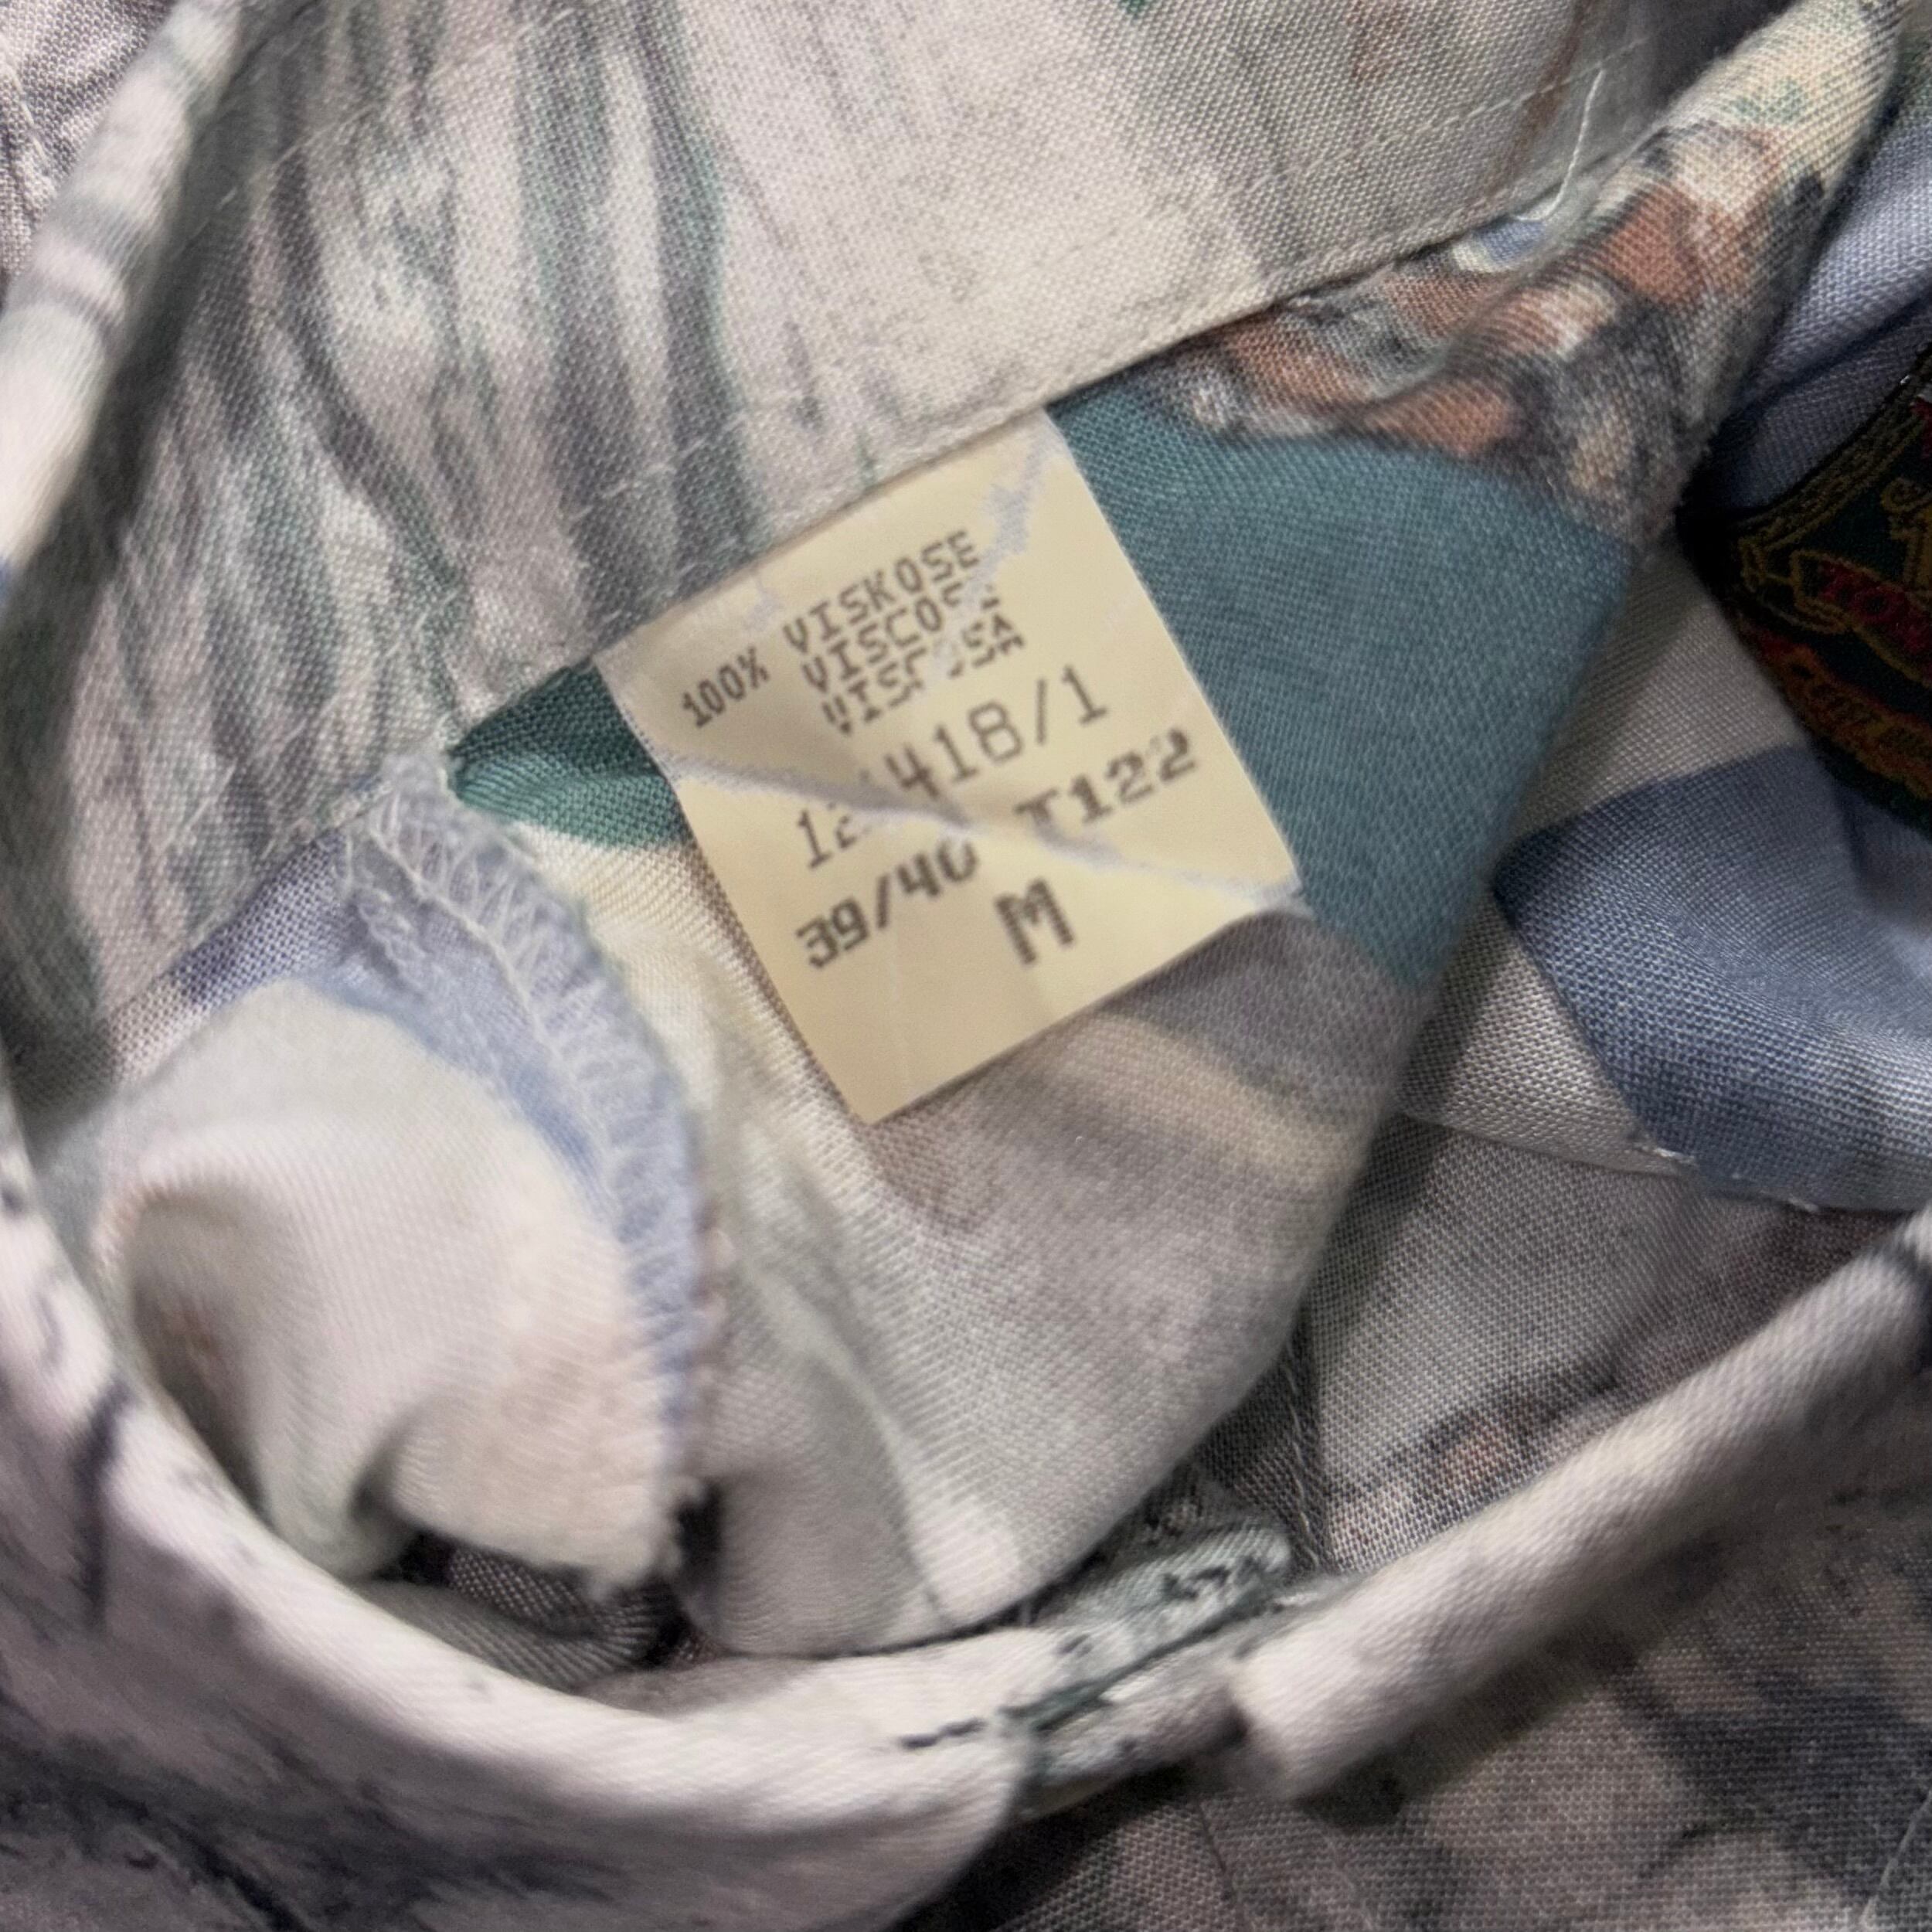 100% VISKOSE
VISCOSE
VISCOSA
418/1
39/40 T122
M